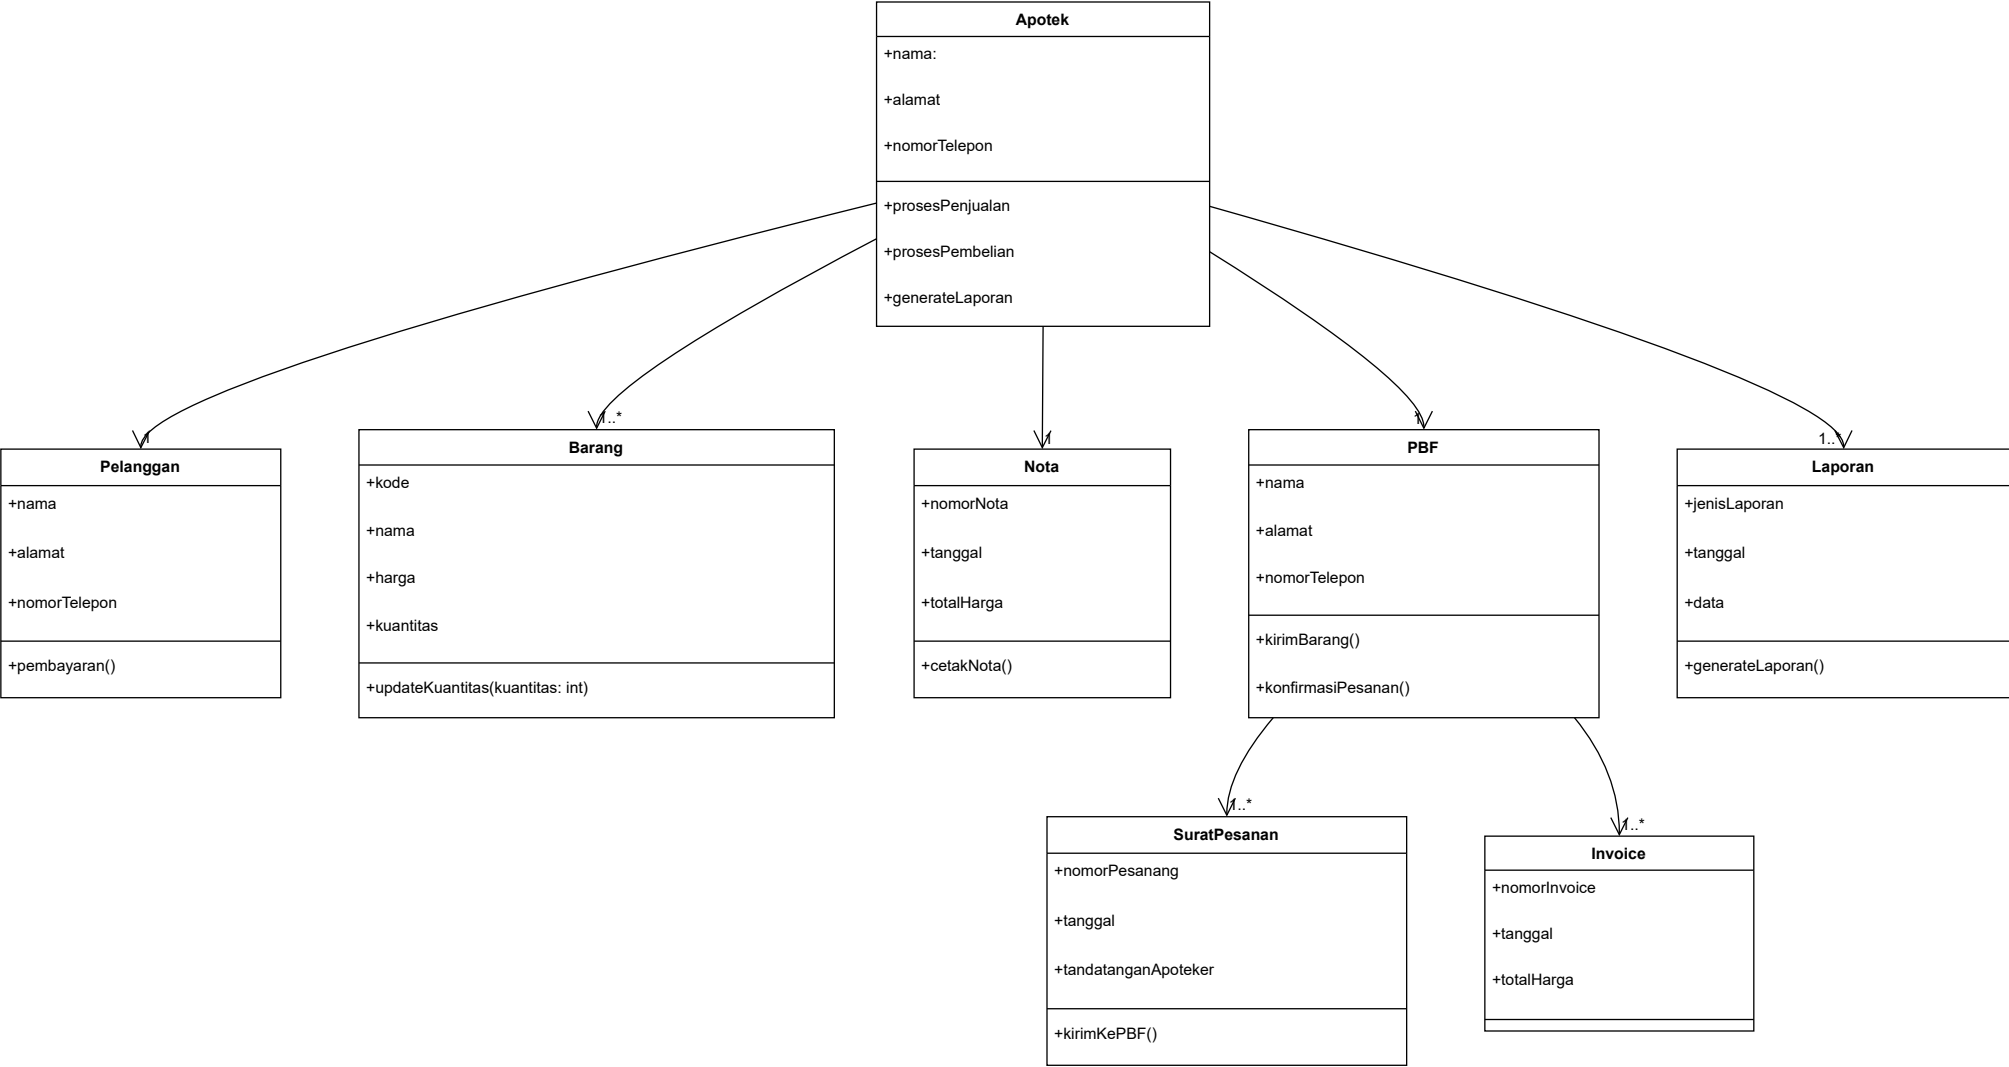 Apotek
+nama:
+alamat
+nomorTelepon
+prosesPenjualan
+prosesPembelian
+generateLaporan
1
1..*
1
1
1..*
Pelanggan
+nama
+alamat
+nomorTelepon
+pembayaran()
Barang
+kode
+nama
+harga
+kuantitas
+updateKuantitas(kuantitas: int)
Nota
+nomorNota
+tanggal
+totalHarga
+cetakNota()
PBF
+nama
+alamat
+nomorTelepon
+kirimBarang()
+konfirmasiPesanan()
Laporan
+jenisLaporan
+tanggal
+data
+generateLaporan()
1..*
1..*
SuratPesanan
+nomorPesanang
+tanggal
+tandatanganApoteker
+kirimKePBF()
Invoice
+nomorInvoice
+tanggal
+totalHarga